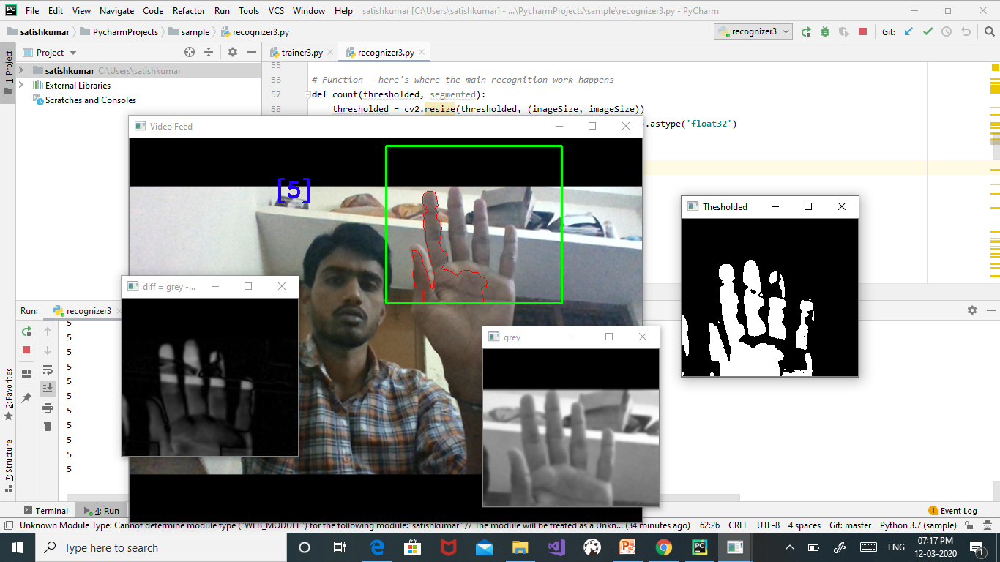 File Edit View Navigate Code Refactor Run Tools VCS Git Window Help satishkumar [C:\Users\satishkumar] - ...\PycharmProjects\sample\recognizer3.py - PyCharm
satishkumar PycharmProjects sample recognizer3.py
recognizer3
Git:
1: Project
Project
trainer3.py
recognizer3.py
satishkumar C:\Users\satishkumar
External Libraries
Scratches and Consoles
55
56 # Function - here's where the main recognition work happens
57 def count(thresholded, segmented):
58 thresholded = cv2.resize(thresholded, (imageSize, imageSize))
).astype('float32')
Video Feed
[5]
Thesholded
diff = grey -...
grey
Run: recognizer3
5
5
5
5
5
5
5
5
5
5
5
2: Favorites
7: Structure
Terminal
4: Run
Event Log
Unknown Module Type: Cannot determine module type ("WEB_MODULE") for the following module:"satishkumar" // The module will be treated as a Unkn... (34 minutes ago)
62:26 CRLF UTF-8 4 spaces Git: master Python 3.7 (sample)
Type here to search
ENG
07:17 PM
12-03-2020